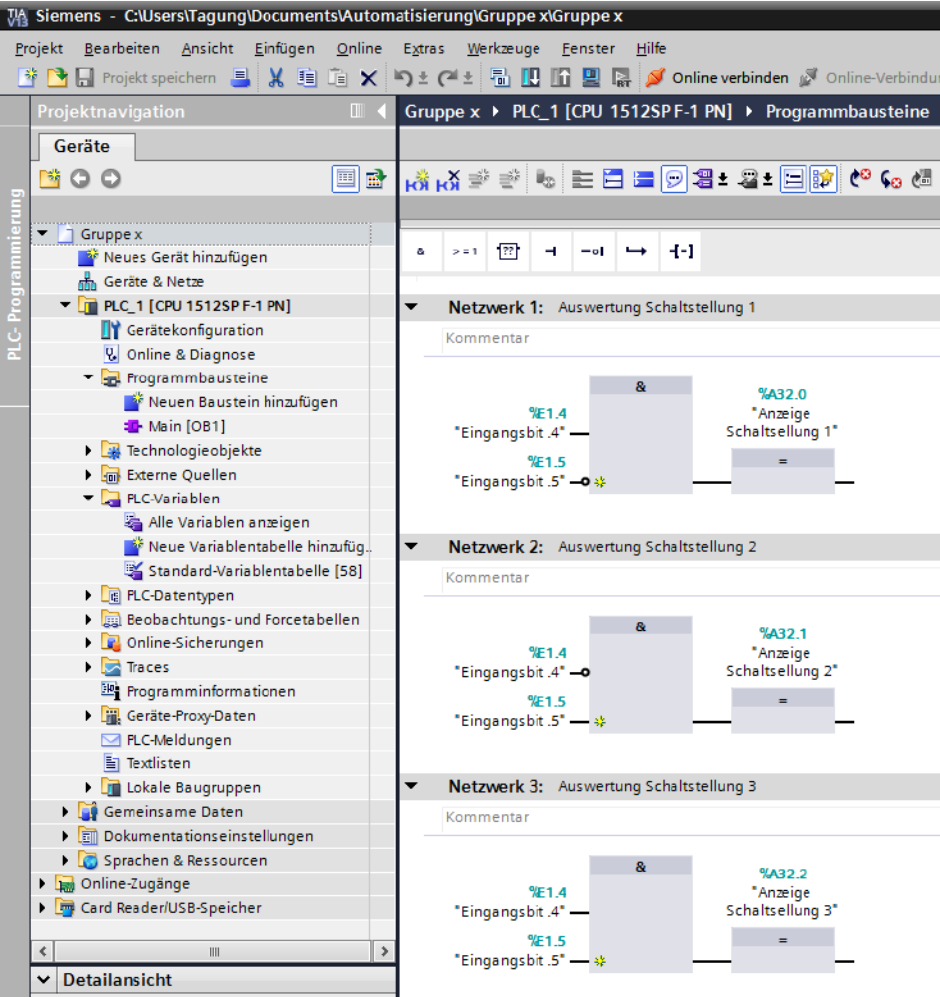 TIA V13 Siemens - C:\Users\Tagung\Documents\Automatisierung\Gruppe x\Gruppe x
Projekt Bearbeiten Ansicht Einfügen Online Extras Werkzeuge Fenster Hilfe
Projekt speichern Online verbinden Online-Verbindu
Projektnavigation
Geräte
PLC-Programmierung
Gruppe x
Neues Gerät hinzufügen
Geräte & Netze
PLC_1 [CPU 1512SP F-1 PN]
Gerätekonfiguration
Online & Diagnose
Programmbausteine
Neuen Baustein hinzufügen
Main [OB1]
Technologieobjekte
Externe Quellen
PLC-Variablen
Alle Variablen anzeigen
Neue Variablentabelle hinzufüg..
Standard-Variablentabelle [58]
PLC-Datentypen
Beobachtungs- und Forcetabellen
Online-Sicherungen
Traces
Programminformationen
Geräte-Proxy-Daten
PLC-Meldungen
Textlisten
Lokale Baugruppen
Gemeinsame Daten
Dokumentationseinstellungen
Sprachen & Ressourcen
Online-Zugänge
Card Reader/USB-Speicher
Detailansicht
Gruppe x PLC_1 [CPU 1512SP F-1 PN] Programmbausteine
& >=1 ??
Netzwerk 1: Auswertung Schaltstellung 1
Kommentar
&
%E1.4
"Eingangsbit .4"
%E1.5
"Eingangsbit .5"
%A32.0
"Anzeige
Schaltsellung 1"
=
Netzwerk 2: Auswertung Schaltstellung 2
Kommentar
&
%E1.4
"Eingangsbit .4"
%E1.5
"Eingangsbit .5"
%A32.1
"Anzeige
Schaltsellung 2"
=
Netzwerk 3: Auswertung Schaltstellung 3
Kommentar
&
%E1.4
"Eingangsbit .4"
%E1.5
"Eingangsbit .5"
%A32.2
"Anzeige
Schaltsellung 3"
=